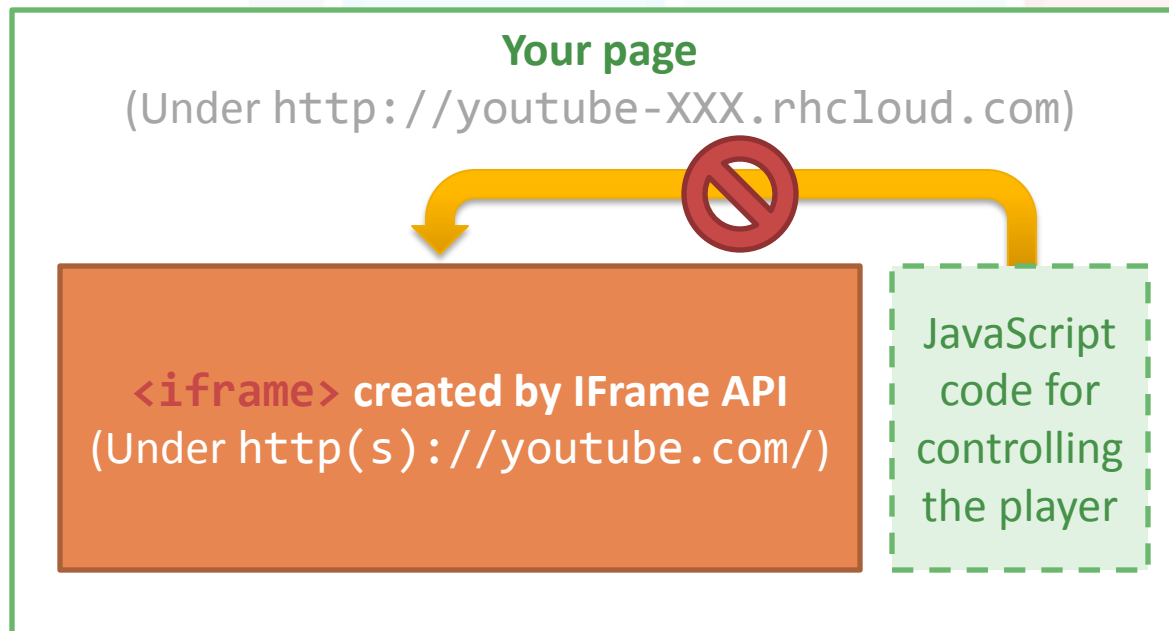 Your page
(Under http://youtube-XXX.rhcloud.com)
<iframe> created by IFrame API
(Under http(s)://youtube.com/)
JavaScript
code for
controlling
the player